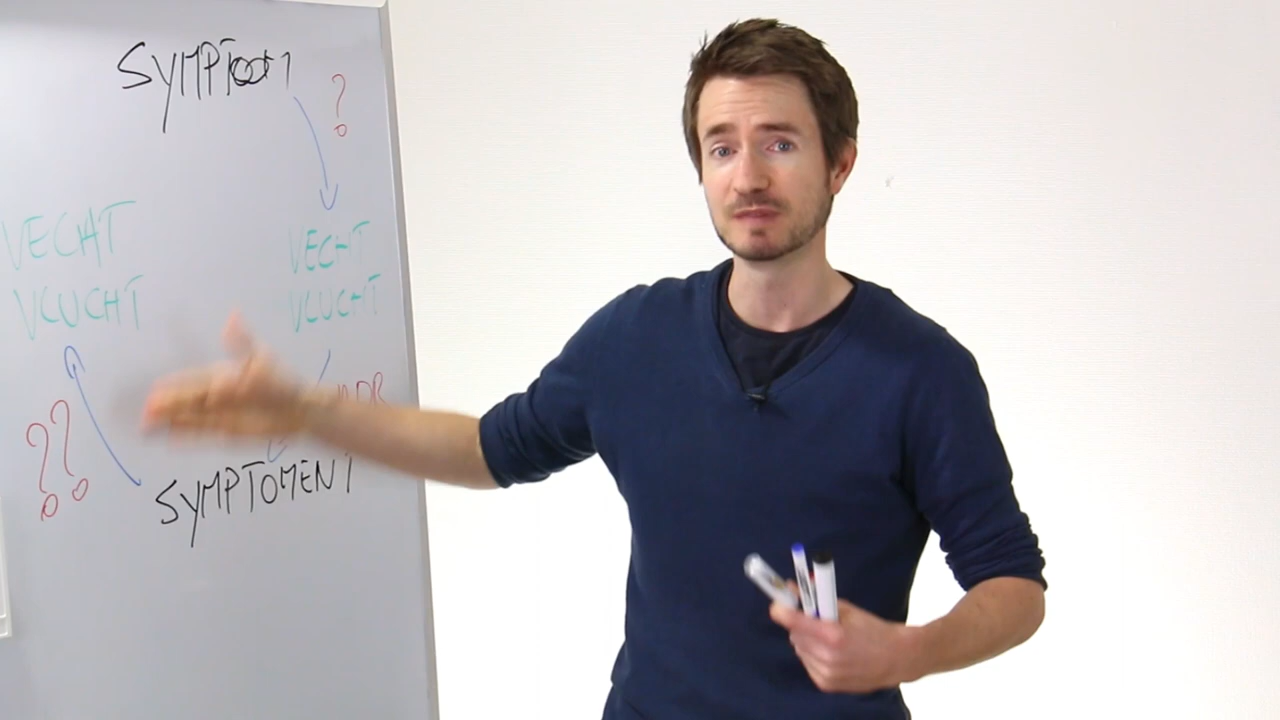 SYMPTOOM
?
VECHT VECHT
VLUCHT VLUCHT
??
SYMPTOMEN